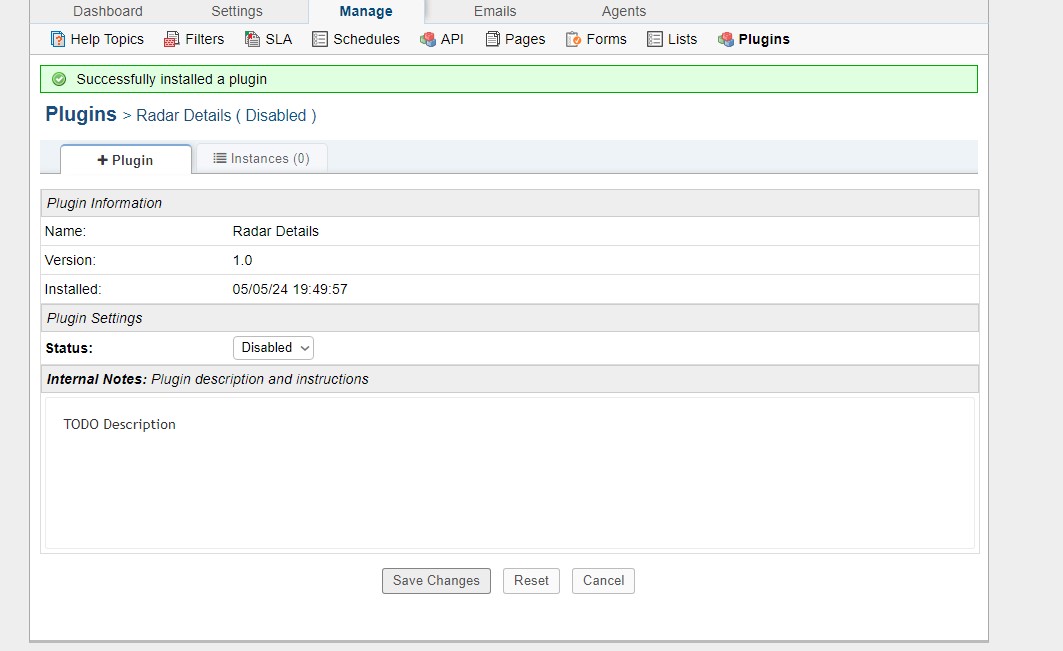 Dashboard Settings Manage Emails Agents
Help Topics Filters SLA Schedules API Pages Forms Lists Plugins
Successfully installed a plugin
Plugins > Radar Details ( Disabled )
Plugin Instances (0)
Plugin Information
Name: Radar Details
Version: 1.0
Installed: 05/05/24 19:49:57
Plugin Settings
Status: Disabled
Internal Notes: Plugin description and instructions
TODO Description
Save Changes Reset Cancel